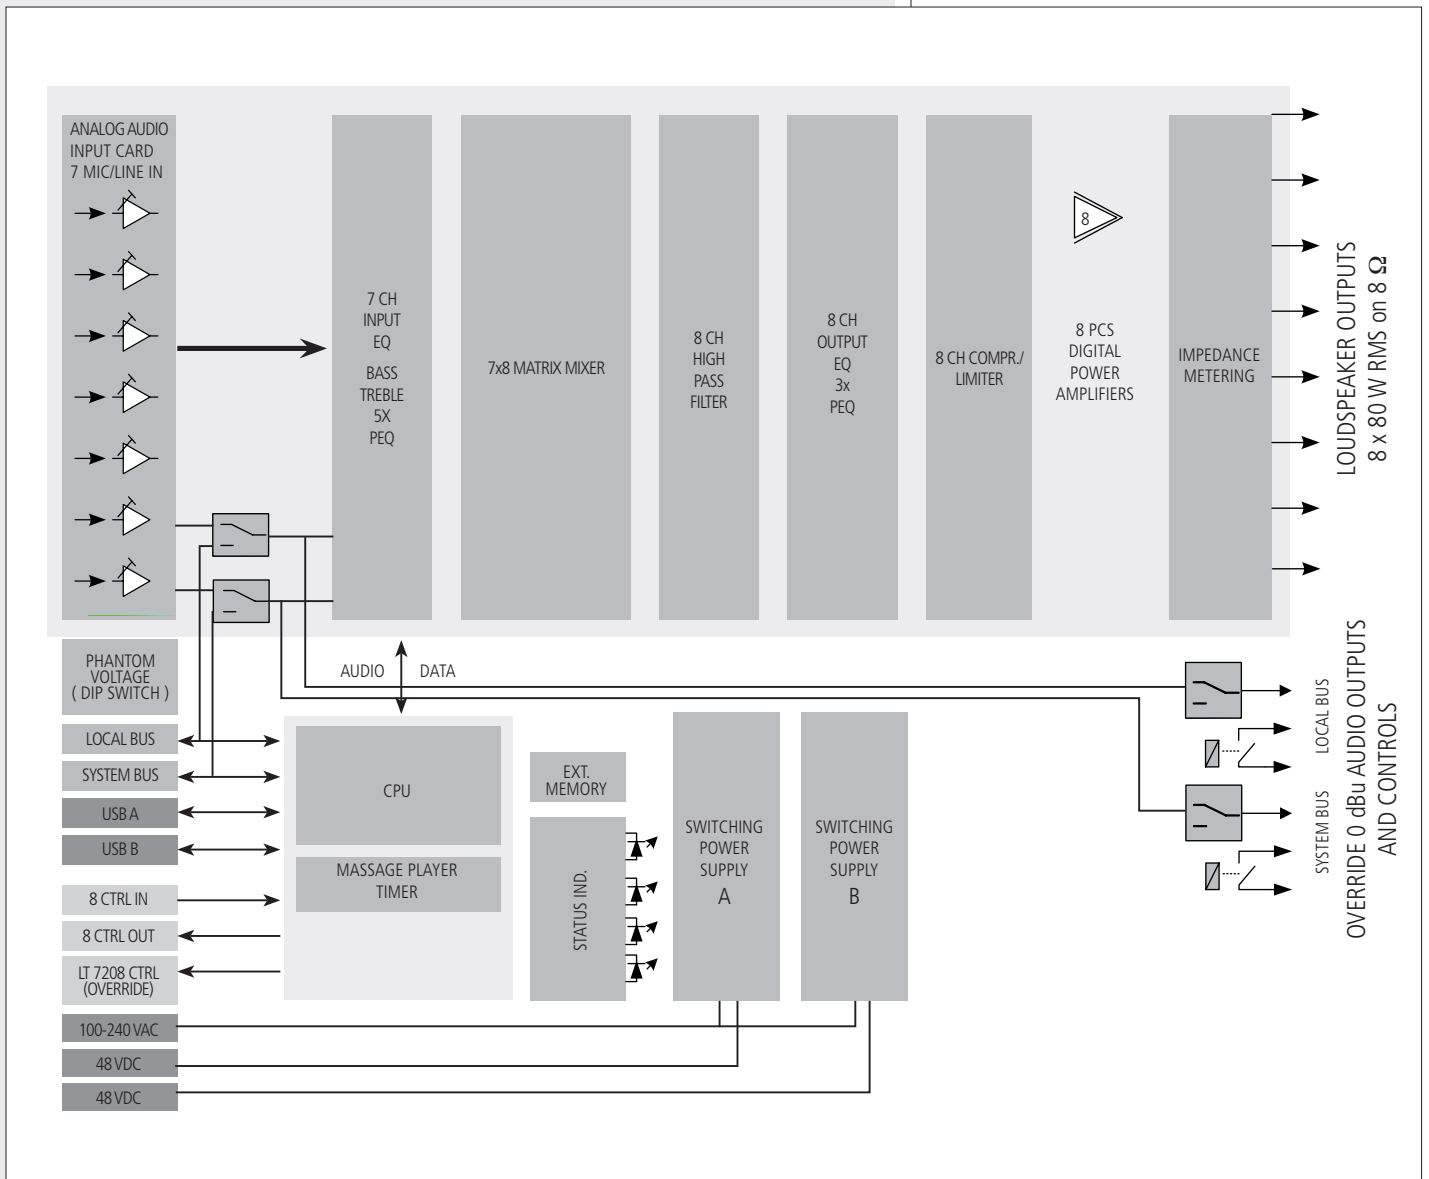 ANALOG AUDIO
INPUT CARD
7 MIC/LINE IN
7 CH
INPUT
EQ
BASS
TREBLE
5X
PEQ
7x8 MATRIX MIXER
8 CH
HIGH
PASS
FILTER
8 CH
OUTPUT
EQ
3x
PEQ
8 CH COMPR./
LIMITER
8
8 PCS
DIGITAL
POWER
AMPLIFIERS
IMPEDANCE
METERING
LOUDSPEAKER OUTPUTS
8 x 80 W RMS on 8 Ω
PHANTOM
VOLTAGE
( DIP SWITCH )
AUDIO
DATA
LOCAL BUS
SYSTEM BUS
USB A
USB B
8 CTRL IN
8 CTRL OUT
LT 7208 CTRL
(OVERRIDE)
100-240 VAC
48 VDC
48 VDC
CPU
MASSAGE PLAYER
TIMER
EXT.
MEMORY
STATUS IND.
SWITCHING
POWER
SUPPLY
A
SWITCHING
POWER
SUPPLY
B
LOCAL BUS
SYSTEM BUS
OVERRIDE 0 dBu AUDIO OUTPUTS
AND CONTROLS